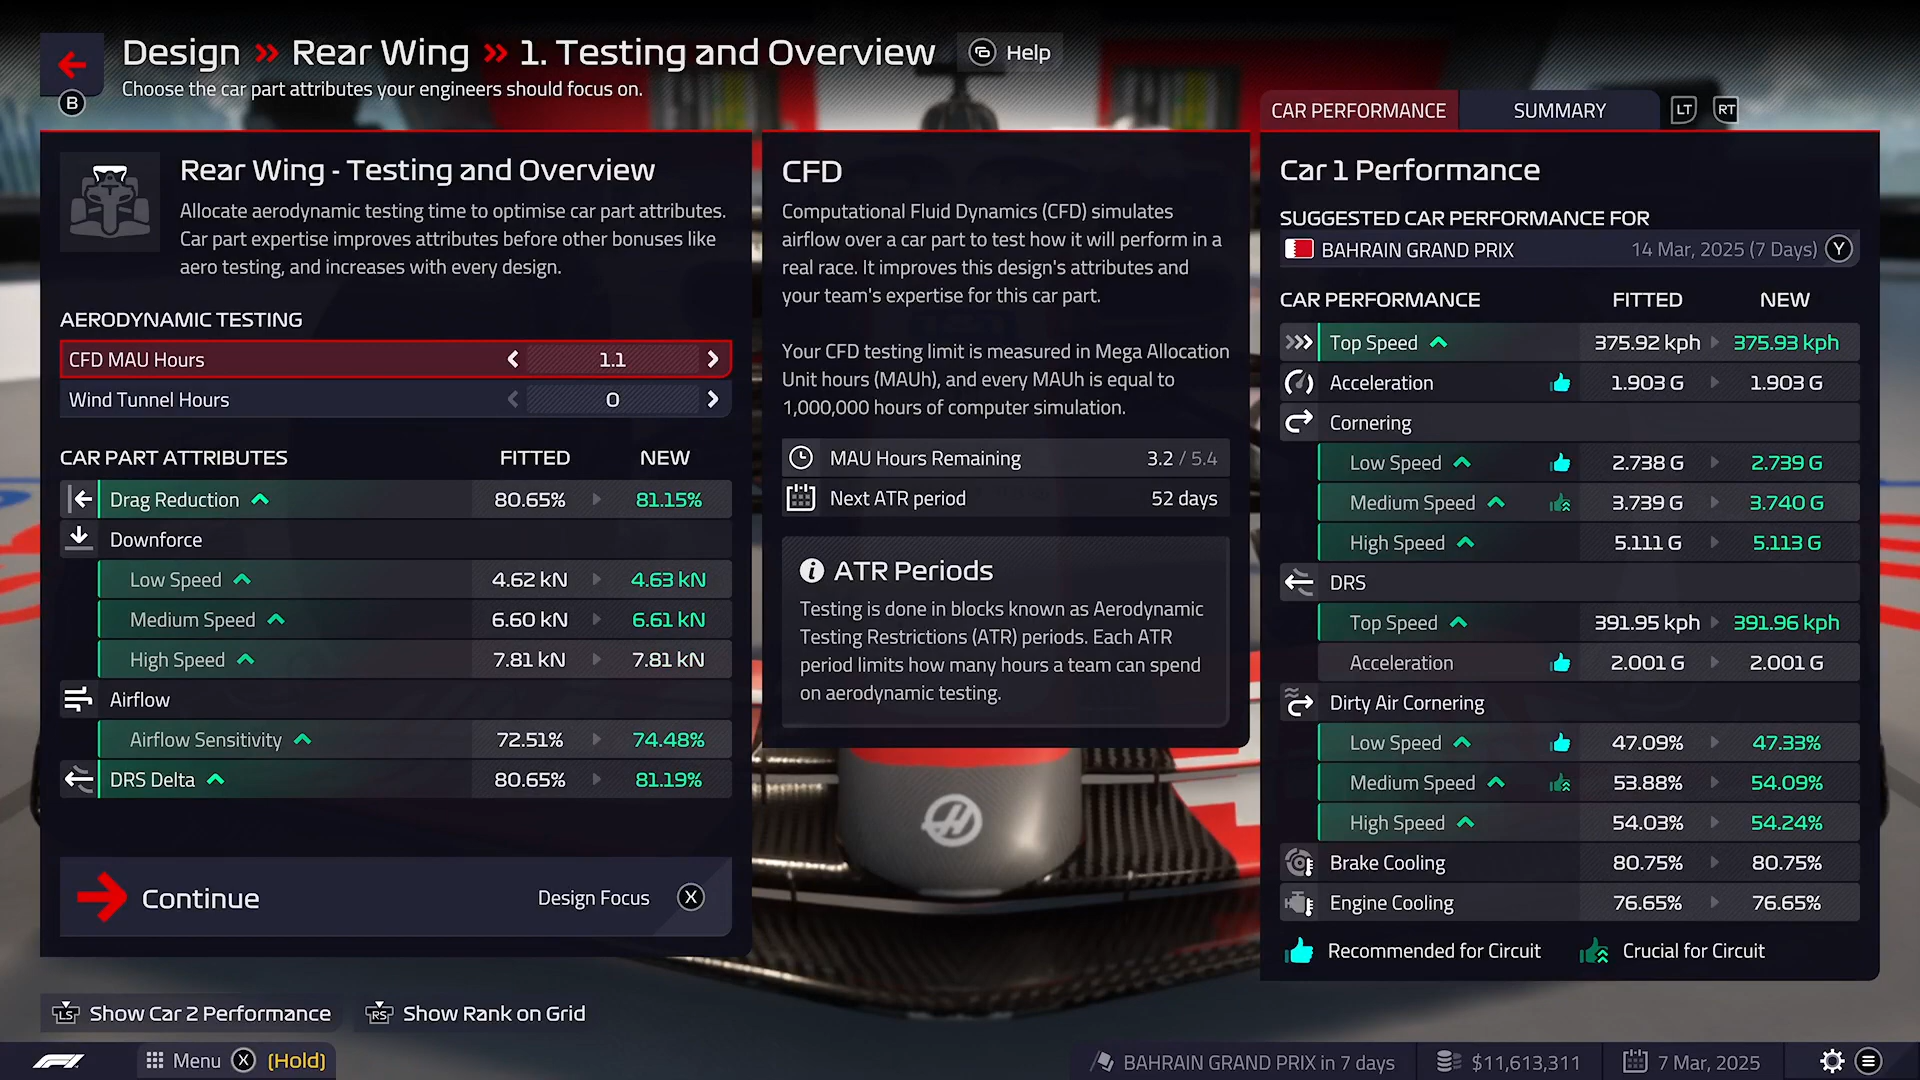 Design » Rear Wing » 1. Testing and Overview
Help
B
Choose the car part attributes your engineers should focus on.
CAR PERFORMANCE
SUMMARY
LT
RT
Rear Wing - Testing and Overview
Allocate aerodynamic testing time to optimise car part attributes.
Car part expertise improves attributes before other bonuses like
aero testing, and increases with every design.
AERODYNAMIC TESTING
CFD MAU Hours 1.1
Wind Tunnel Hours 0
CAR PART ATTRIBUTES FITTED NEW
Drag Reduction 80.65% 81.15%
Downforce
Low Speed 4.62 kN 4.63 kN
Medium Speed 6.60 kN 6.61 kN
High Speed 7.81 kN 7.81 kN
Airflow
Airflow Sensitivity 72.51% 74.48%
DRS Delta 80.65% 81.19%
Continue
Design Focus X
CFD
Computational Fluid Dynamics (CFD) simulates
airflow over a car part to test how it will perform in a
real race. It improves this design's attributes and
your team's expertise for this car part.
Your CFD testing limit is measured in Mega Allocation
Unit hours (MAUh), and every MAUh is equal to
1,000,000 hours of computer simulation.
MAU Hours Remaining 3.2 / 5.4
Next ATR period 52 days
ATR Periods
Testing is done in blocks known as Aerodynamic
Testing Restrictions (ATR) periods. Each ATR
period limits how many hours a team can spend
on aerodynamic testing.
Car 1 Performance
SUGGESTED CAR PERFORMANCE FOR
BAHRAIN GRAND PRIX 14 Mar, 2025 (7 Days) Y
CAR PERFORMANCE FITTED NEW
Top Speed 375.92 kph 375.93 kph
Acceleration 1.903 G 1.903 G
Cornering
Low Speed 2.738 G 2.739 G
Medium Speed 3.739 G 3.740 G
High Speed 5.111 G 5.113 G
DRS
Top Speed 391.95 kph 391.96 kph
Acceleration 2.001 G 2.001 G
Dirty Air Cornering
Low Speed 47.09% 47.33%
Medium Speed 53.88% 54.09%
High Speed 54.03% 54.24%
Brake Cooling 80.75% 80.75%
Engine Cooling 76.65% 76.65%
Recommended for Circuit
Crucial for Circuit
LS Show Car 2 Performance
RS Show Rank on Grid
Menu X (Hold)
BAHRAIN GRAND PRIX in 7 days
$11,613,311
7 Mar, 2025